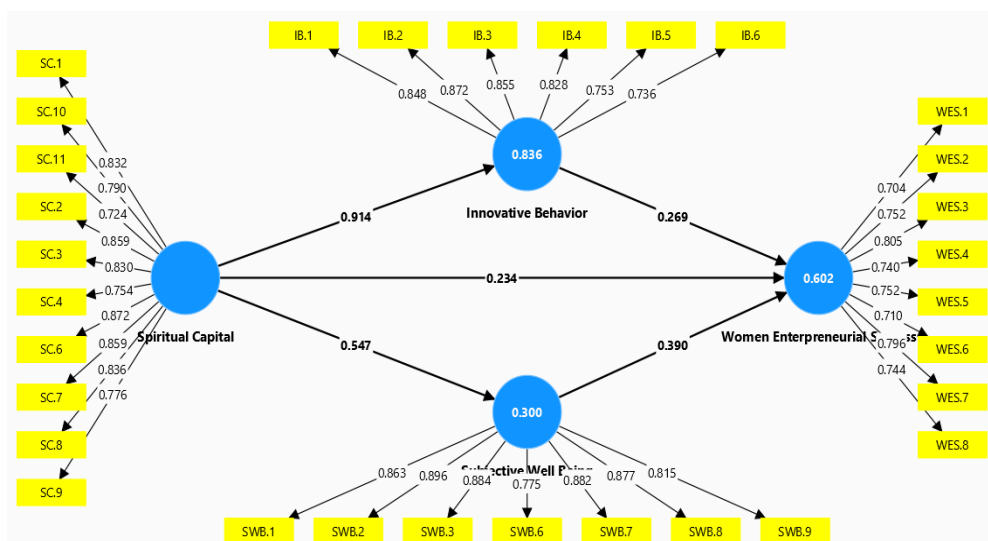 IB.1 IB.2 IB.3 IB.4 IB.5 IB.6
0.848 0.872 0.855 0.828 0.753 0.736
SC.1
SC.10
SC.11
SC.2
SC.3
SC.4
SC.6
SC.7
SC.8
SC.9
0.832
0.790
0.724
0.859
0.830
0.754
0.872
0.859
0.836
0.776
Spiritual Capital
0.836
Innovative Behavior
0.914
0.269
0.234
0.547
0.390
0.602
Women Enterpreneurial
0.300
Subjective Well Being
WES.1
WES.2
WES.3
WES.4
WES.5
WES.6
WES.7
WES.8
0.704
0.752
0.805
0.740
0.752
0.710
0.796
0.744
0.863 0.896 0.884 0.775 0.882 0.877 0.815
SWB.1 SWB.2 SWB.3 SWB.6 SWB.7 SWB.8 SWB.9